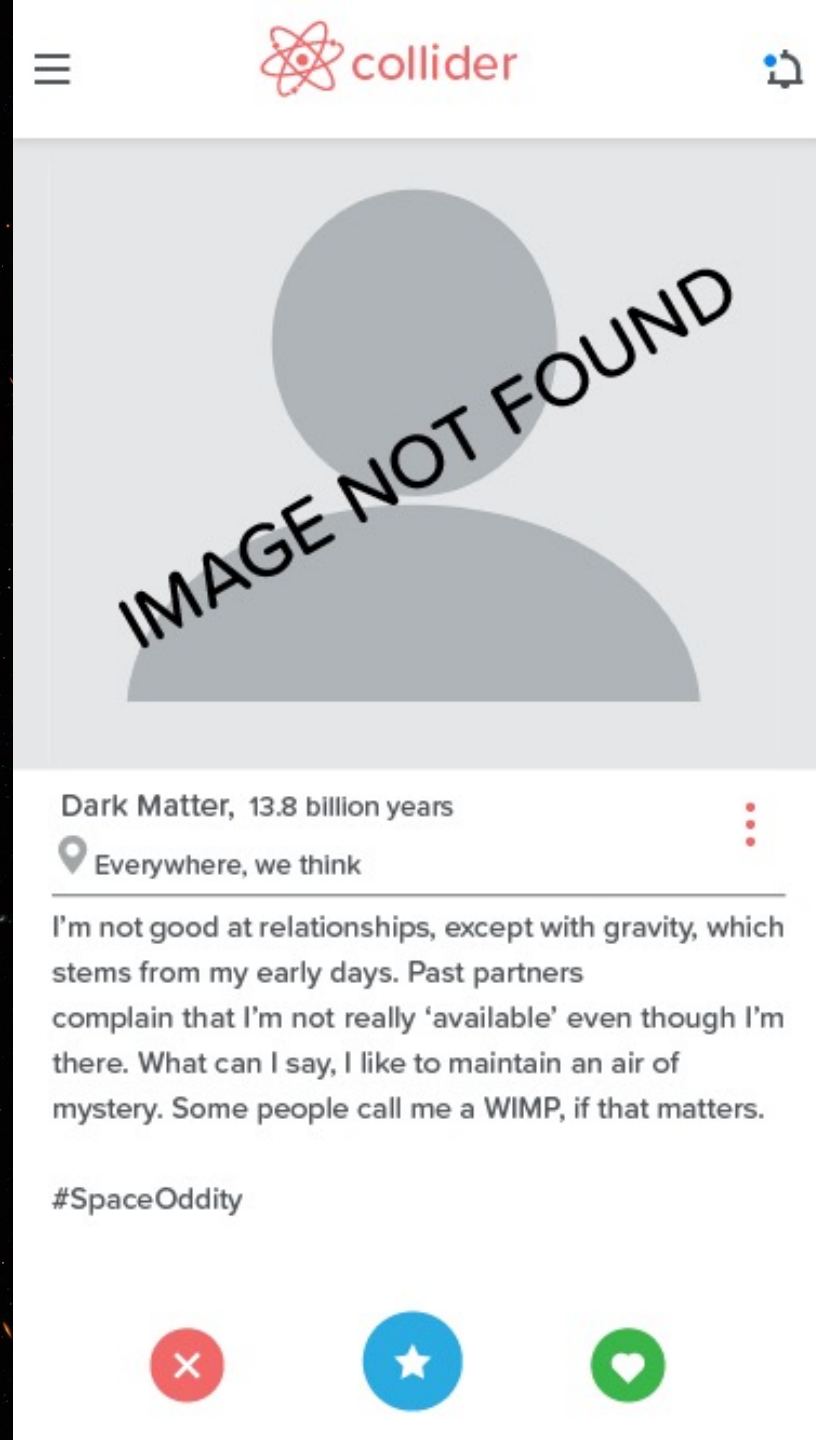 collider
IMAGE NOT FOUND
Dark Matter, 13.8 billion years
Everywhere, we think
I'm not good at relationships, except with gravity, which
stems from my early days. Past partners
complain that I'm not really ‘available’ even though I'm
there. What can I say, I like to maintain an air of
mystery. Some people call me a WIMP, if that matters.
#SpaceOddity